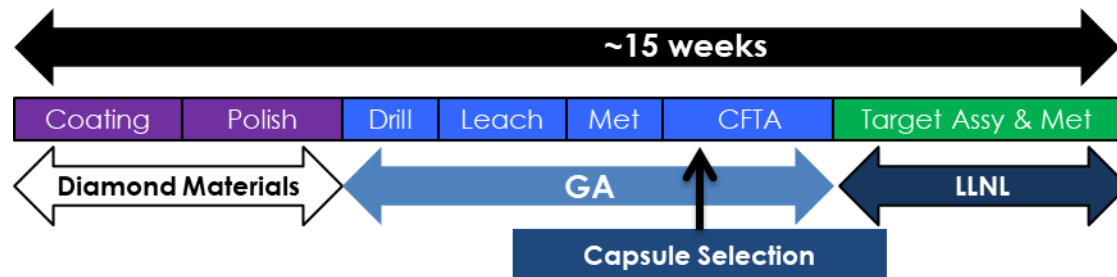 ~15 weeks
Coating Polish Drill Leach Met CFTA Target Assy & Met
Diamond Materials GA LLNL
Capsule Selection